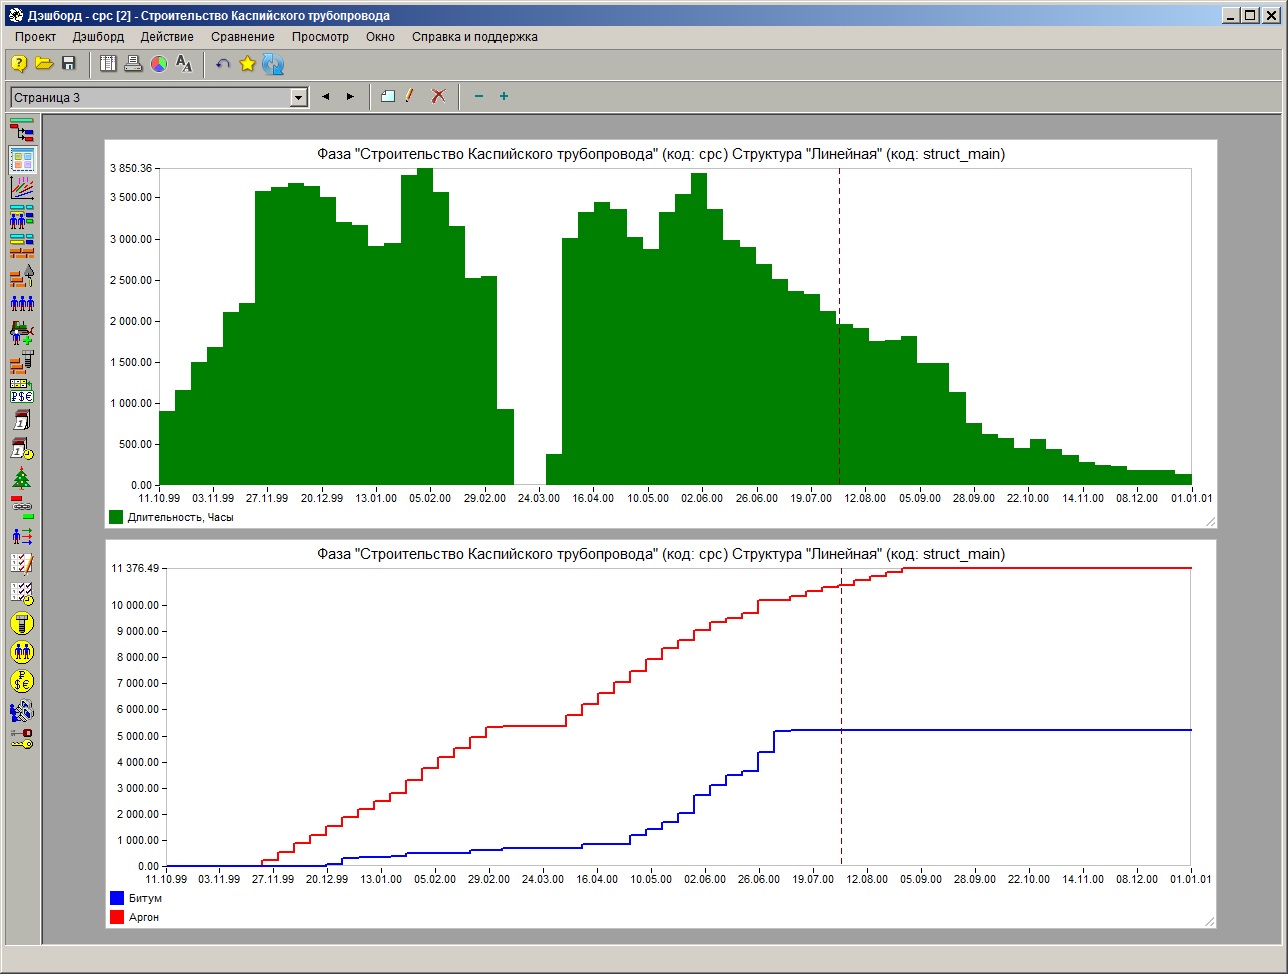 Дэшборд - cpc [2] - Строительство Каспийского трубопровода
Проект Дэшборд Действие Сравнение Просмотр Окно Справка и поддержка
Страница 3
Фаза "Строительство Каспийского трубопровода" (код: cpc) Структура "Линейная" (код: struct_main)
3 850.36
3 500.00
3 000.00
2 500.00
2 000.00
1 500.00
1 000.00
500.00
0.00
11.10.99 03.11.99 27.11.99 20.12.99 13.01.00 05.02.00 29.02.00 24.03.00 16.04.00 10.05.00 02.06.00 26.06.00 19.07.00 12.08.00 05.09.00 28.09.00 22.10.00 14.11.00 08.12.00 01.01.01
Длительность, Часы
Фаза "Строительство Каспийского трубопровода" (код: cpc) Структура "Линейная" (код: struct_main)
11 376.49
10 000.00
9 000.00
8 000.00
7 000.00
6 000.00
5 000.00
4 000.00
3 000.00
2 000.00
1 000.00
0.00
11.10.99 03.11.99 27.11.99 20.12.99 13.01.00 05.02.00 29.02.00 24.03.00 16.04.00 10.05.00 02.06.00 26.06.00 19.07.00 12.08.00 05.09.00 28.09.00 22.10.00 14.11.00 08.12.00 01.01.01
Битум
Аргон